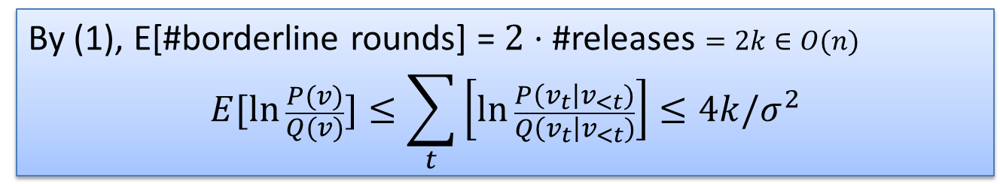 By (1), E[#borderline rounds] = 2 · #releases = 2k ∈ O(n)
E[ln P(v)/Q(v)] ≤ ∑_t [ln P(v_t|v_{<t})/Q(v_t|v_{<t})] ≤ 4k/σ²